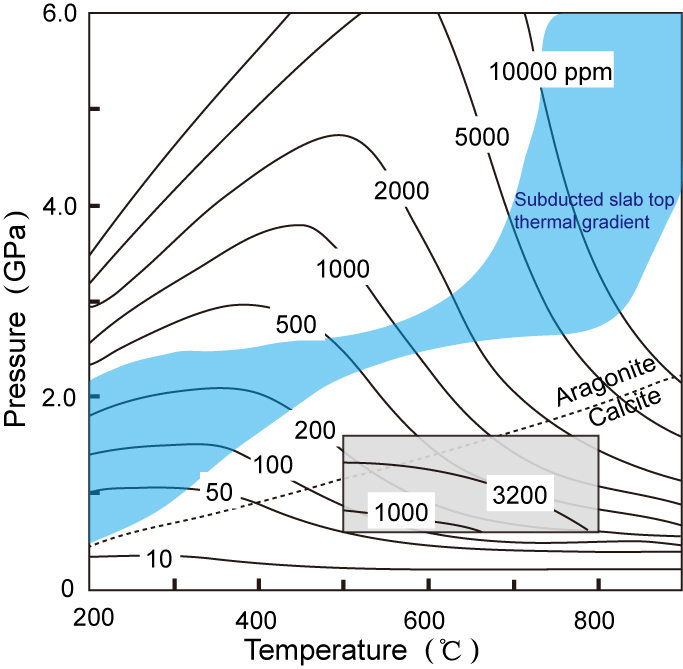 6.0
10000 ppm
5000
4.0
2000
Subducted slab top
thermal gradient
1000
500
Pressure (GPa)
2.0
Aragonite
Calcite
200
100
50
3200
1000
10
0
200
400
600
800
Temperature (℃)